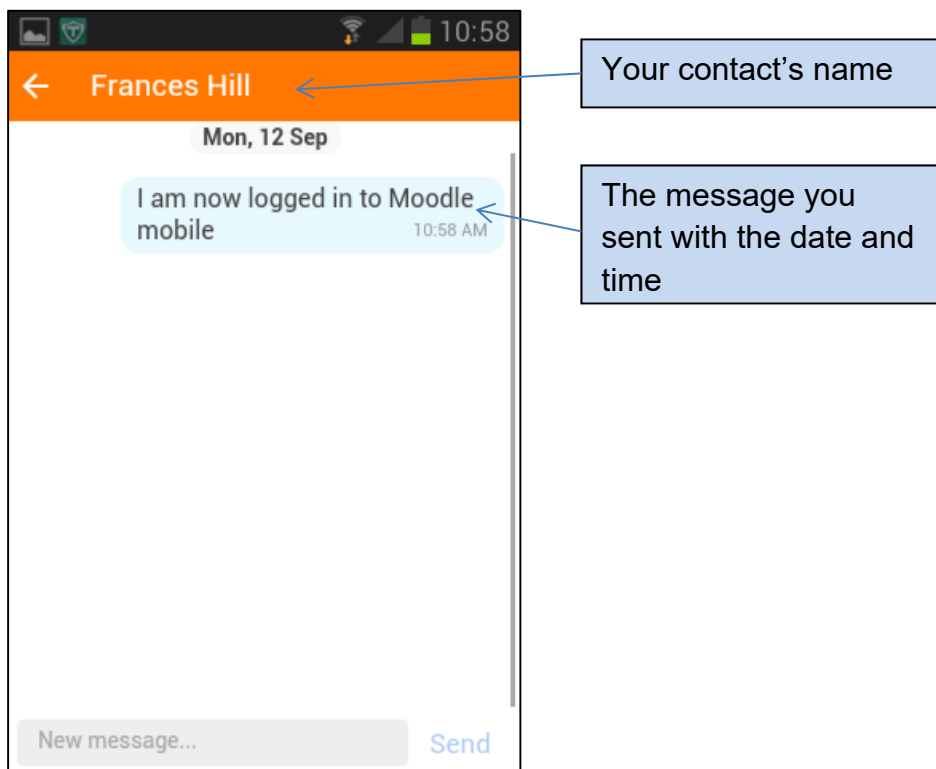 10:58
Frances Hill
Mon, 12 Sep
I am now logged in to Moodle
mobile
10:58 AM
New message...
Send
Your contact’s name
The message you
sent with the date and
time